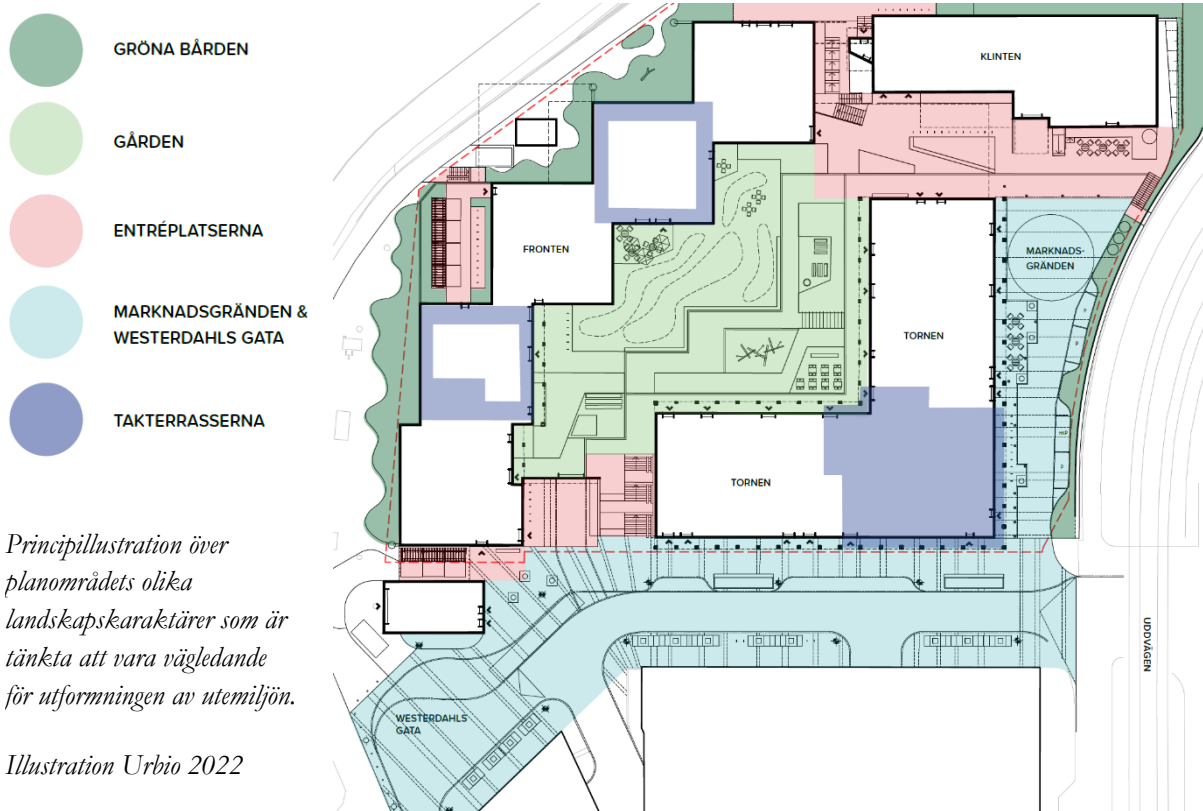 GRÖNA BÅRDEN
GÅRDEN
ENTRÉPLATSERNA
MARKNADSGRÄNDEN &
WESTERDAHLS GATA
TAKTERRASSERNA
Principillustration över
planområdets olika
landskapskaraktärer som är
tänkta att vara vägledande
för utformningen av utemiljön.
Illustration Urbio 2022
KLINTEN
FRONTEN
MARKNADS-
GRÄNDEN
TORNEN
TORNEN
UDDVÄGEN
WESTERDAHLS
GATA